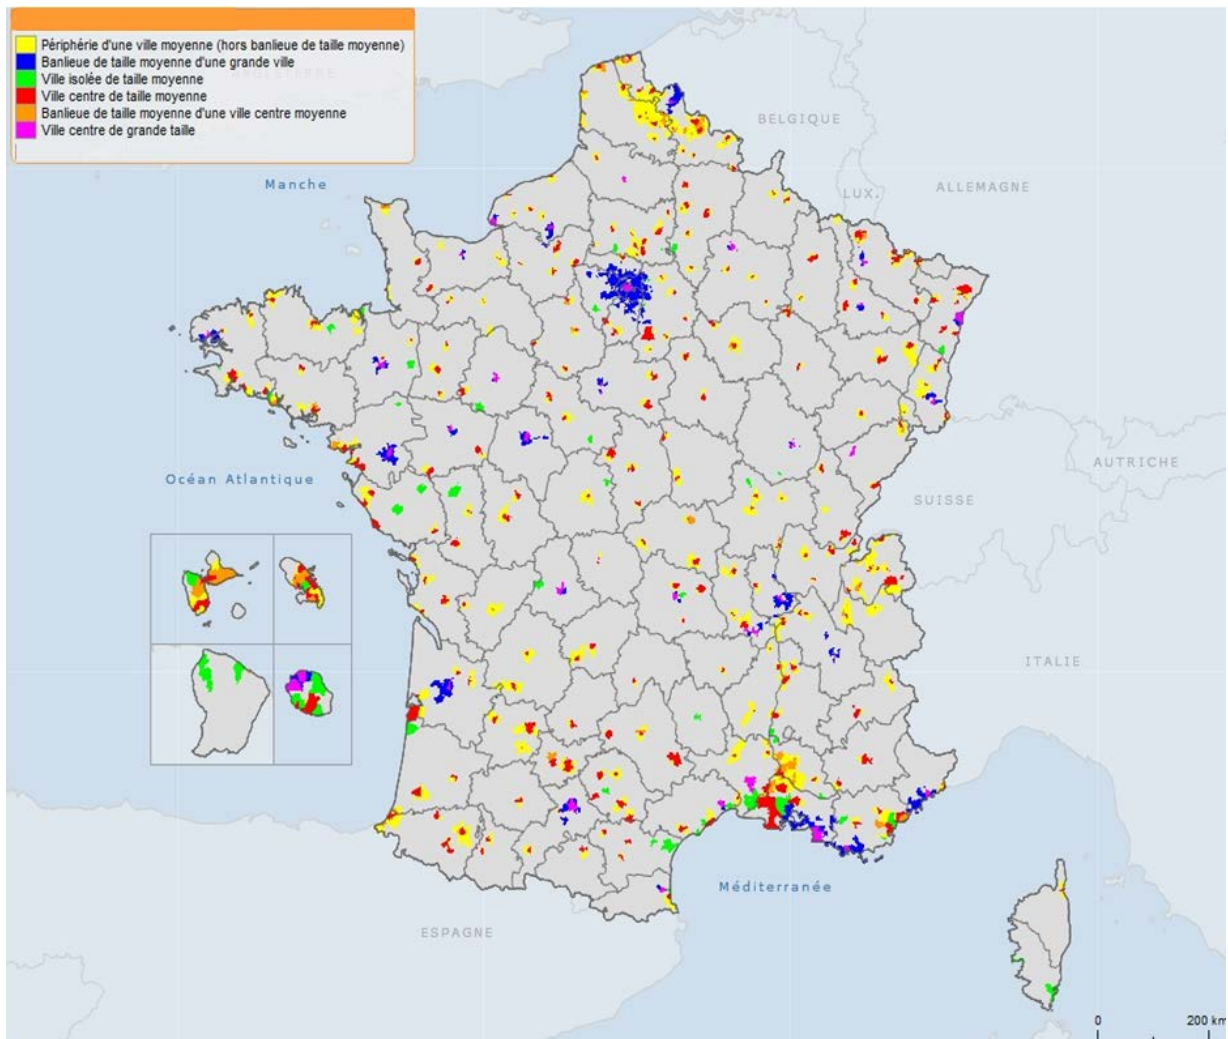 Périphérie d'une ville moyenne (hors banlieue de taille moyenne)
Banlieue de taille moyenne d'une grande ville
Ville isolée de taille moyenne
Ville centre de taille moyenne
Banlieue de taille moyenne d'une ville centre moyenne
Ville centre de grande taille
ANGLETERRE
BELGIQUE
Manche
LUX.
ALLEMAGNE
AUTRICHE
Océan Atlantique
SUISSE
ITALIE
Méditerranée
ESPAGNE
0
200 km